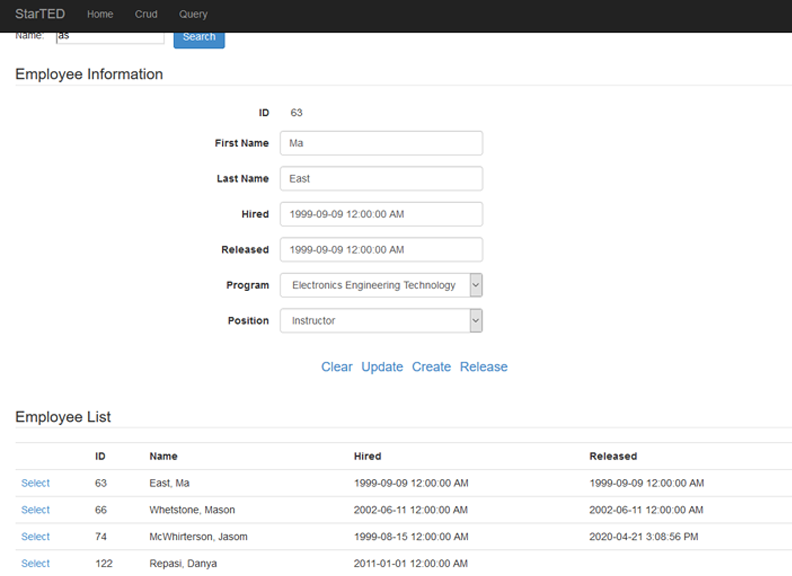 StarTED Home Crud Query
Name: as Search
Employee Information
ID 63
First Name Ma
Last Name East
Hired 1999-09-09 12:00:00 AM
Released 1999-09-09 12:00:00 AM
Program Electronics Engineering Technology
Position Instructor
Clear Update Create Release
Employee List
ID Name Hired Released
Select 63 East, Ma 1999-09-09 12:00:00 AM 1999-09-09 12:00:00 AM
Select 66 Whetstone, Mason 2002-06-11 12:00:00 AM 2002-06-11 12:00:00 AM
Select 74 McWhirterson, Jasom 1999-08-15 12:00:00 AM 2020-04-21 3:08:56 PM
Select 122 Repasi, Danya 2011-01-01 12:00:00 AM